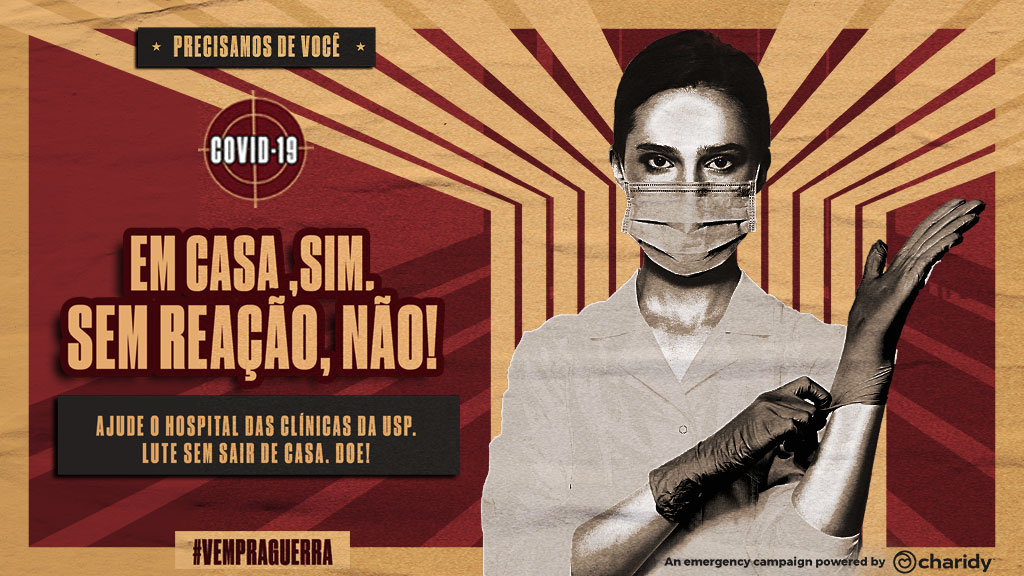 ★ PRECISAMOS DE VOCÊ ★
COVID-19
EM CASA ,SIM.
SEM REAÇÃO, NÃO!
AJUDE O HOSPITAL DAS CLÍNICAS DA USP.
LUTE SEM SAIR DE CASA. DOE!
#VEMPRAGUERRA
An emergency campaign powered by charidy